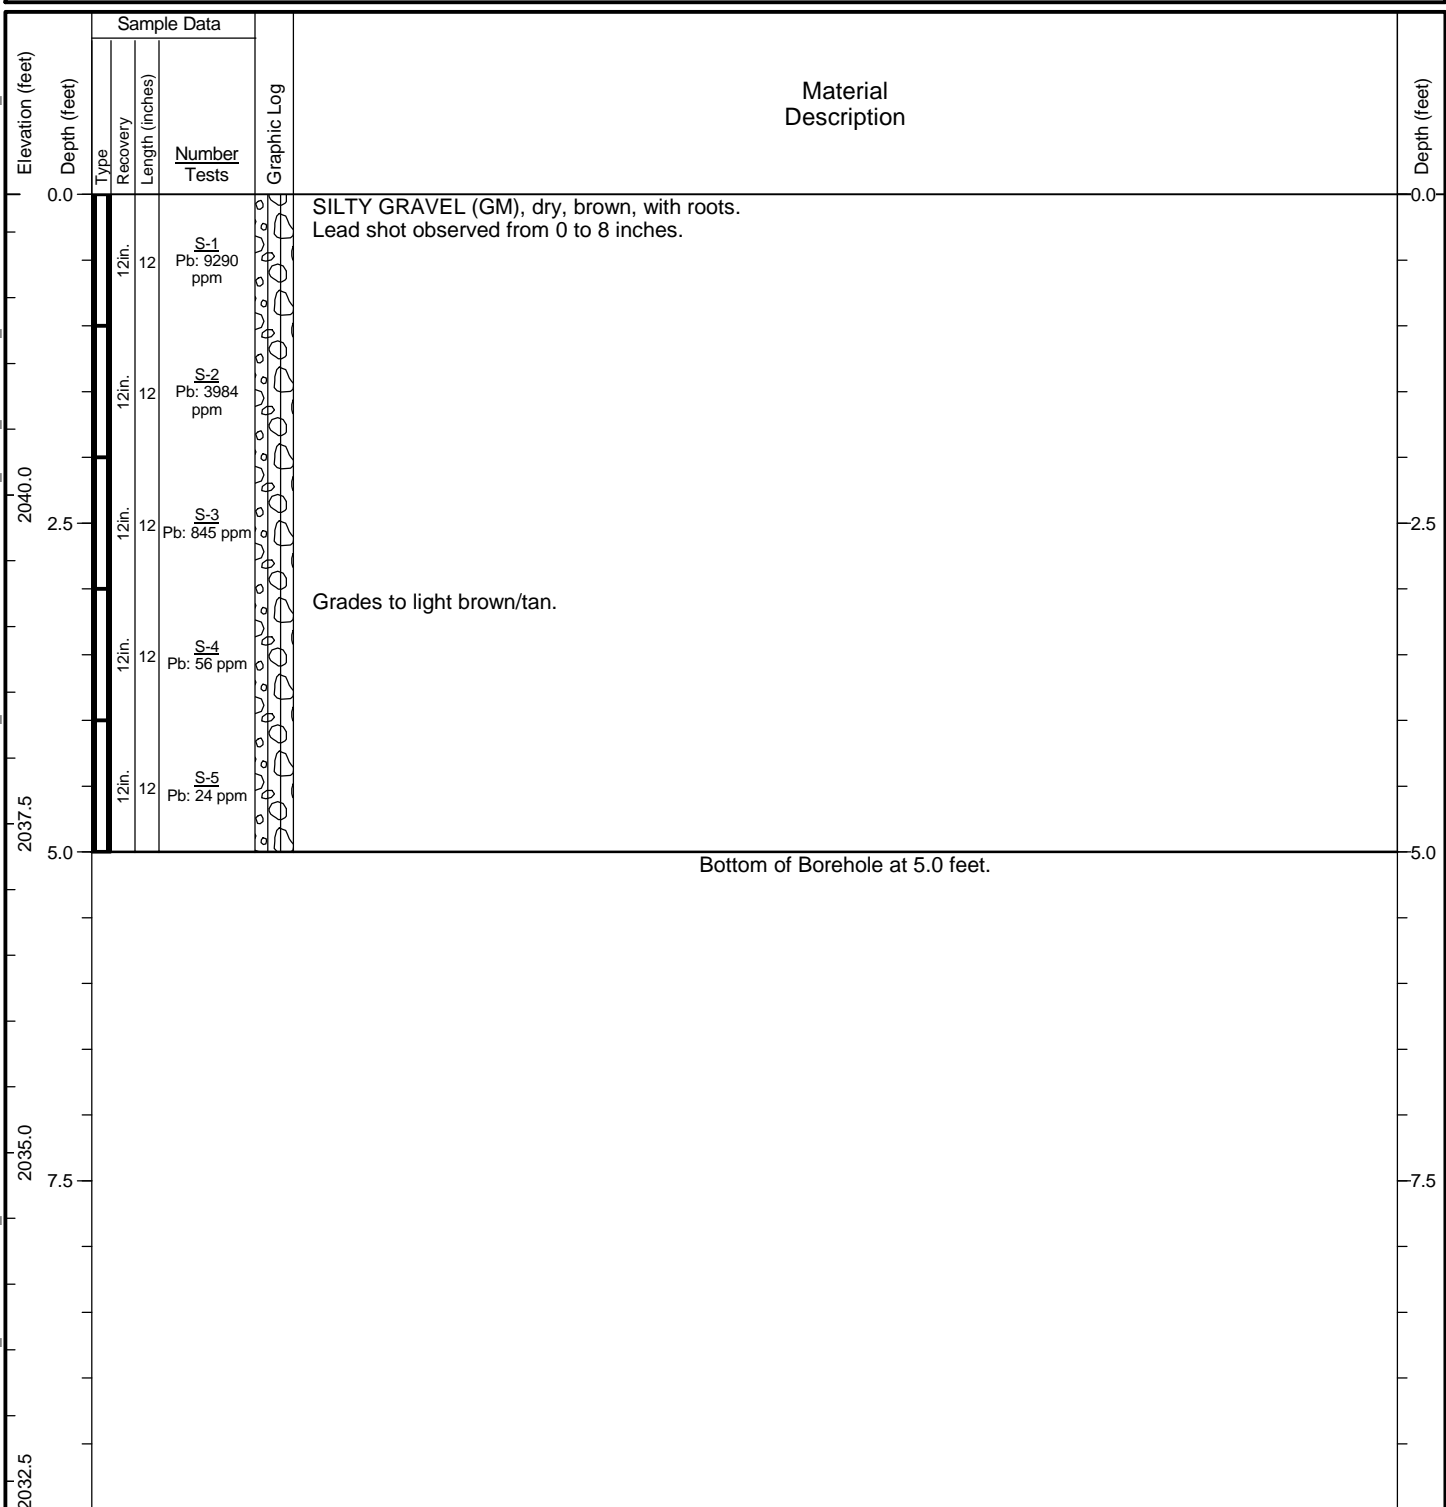 Sample Data
Elevation (feet)
Depth (feet)
Type
Recovery
Length (inches)
Number
Tests
Graphic Log
Material
Description
Depth (feet)
0.0
0.0
SILTY GRAVEL (GM), dry, brown, with roots.
Lead shot observed from 0 to 8 inches.
12in.
12
S-1
Pb: 9290
ppm
12in.
12
S-2
Pb: 3984
ppm
2040.0
2.5
12in.
12
S-3
Pb: 845 ppm
2.5
Grades to light brown/tan.
12in.
12
S-4
Pb: 56 ppm
12in.
12
S-5
Pb: 24 ppm
2037.5
5.0
5.0
Bottom of Borehole at 5.0 feet.
2035.0
7.5
7.5
2032.5